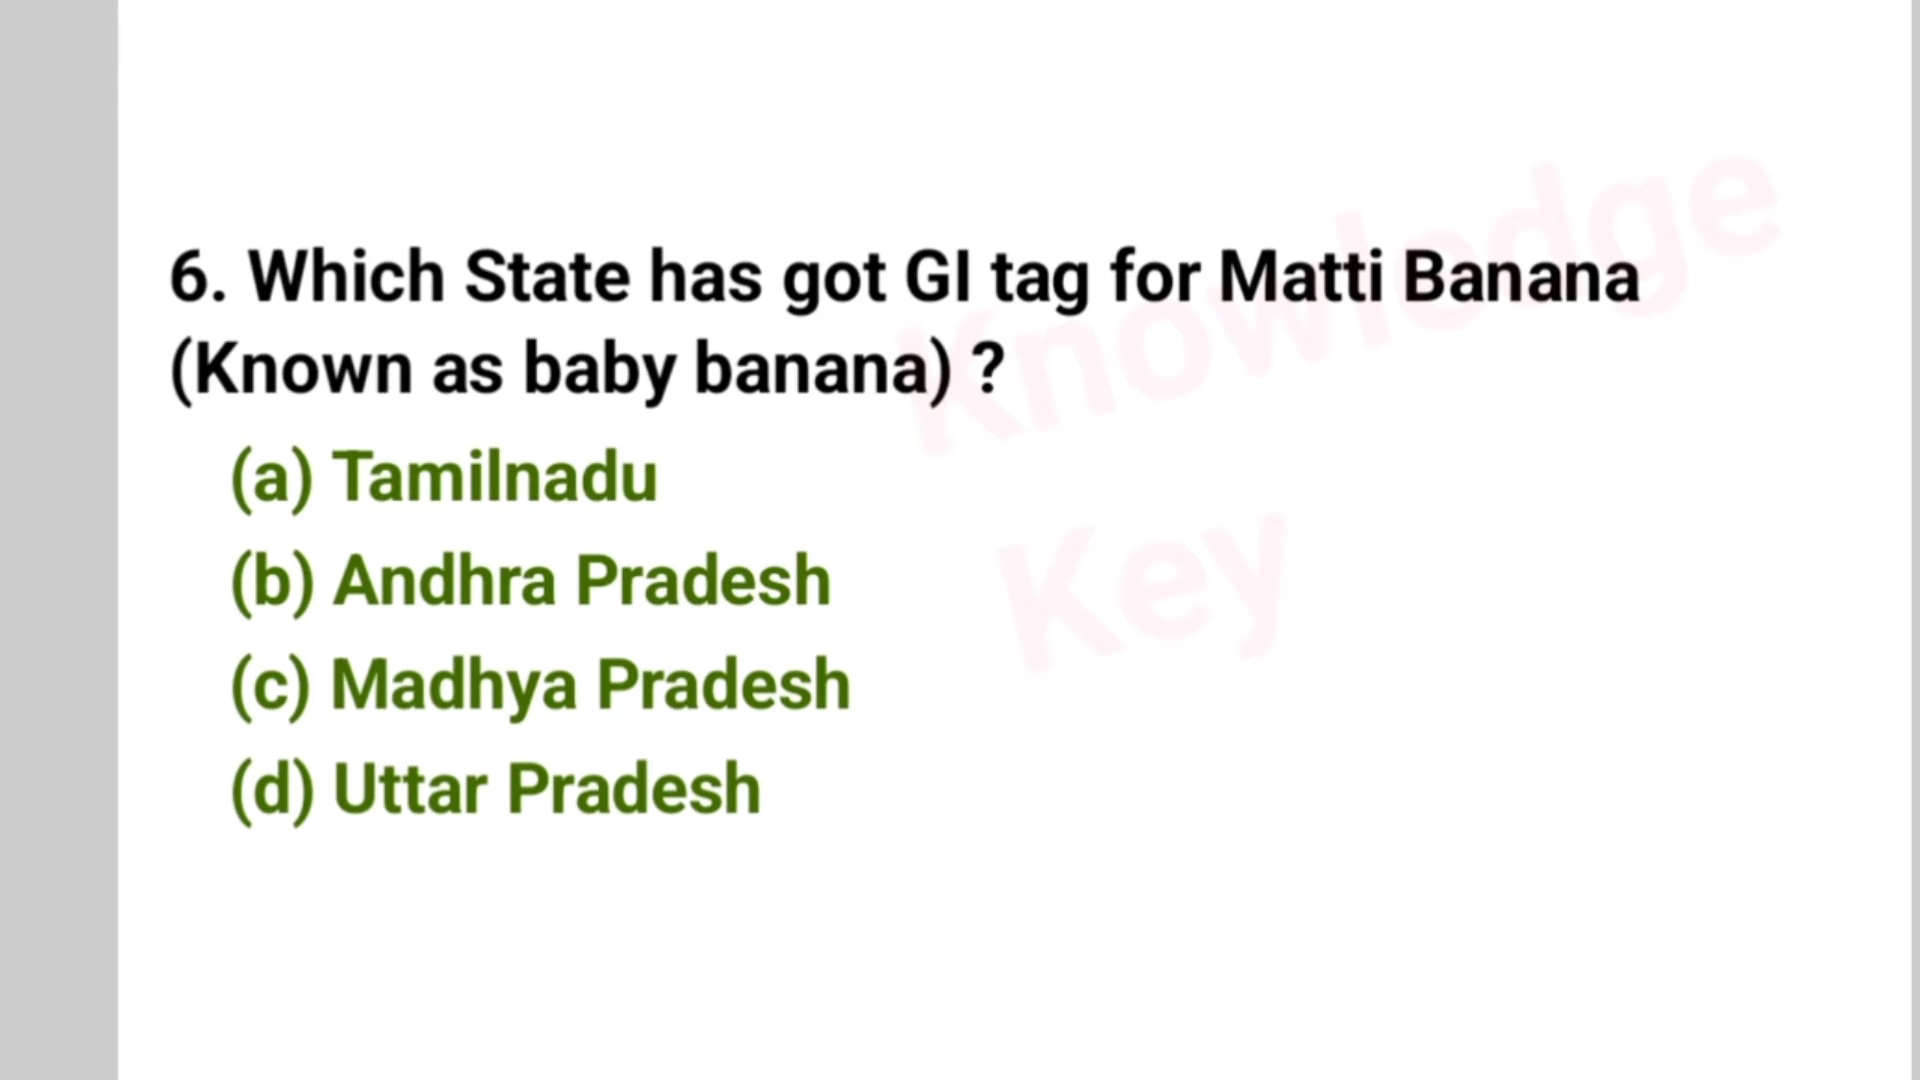 6. Which State has got GI tag for Matti Banana
(Known as baby banana) ?
(a) Tamilnadu
(b) Andhra Pradesh
(c) Madhya Pradesh
(d) Uttar Pradesh
Knowledge
Key